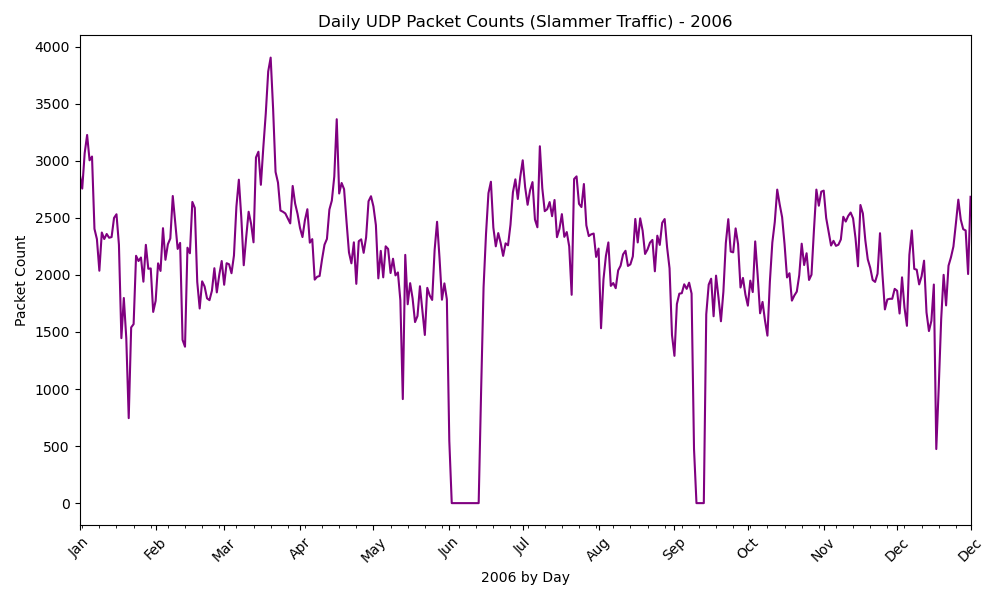 Daily UDP Packet Counts (Slammer Traffic) - 2006
Packet Count
4000
3500
3000
2500
2000
1500
1000
500
0
Jan
Feb
Mar
Apr
May
Jun
Jul
Aug
Sep
Oct
Nov
Dec
Dec
2006 by Day